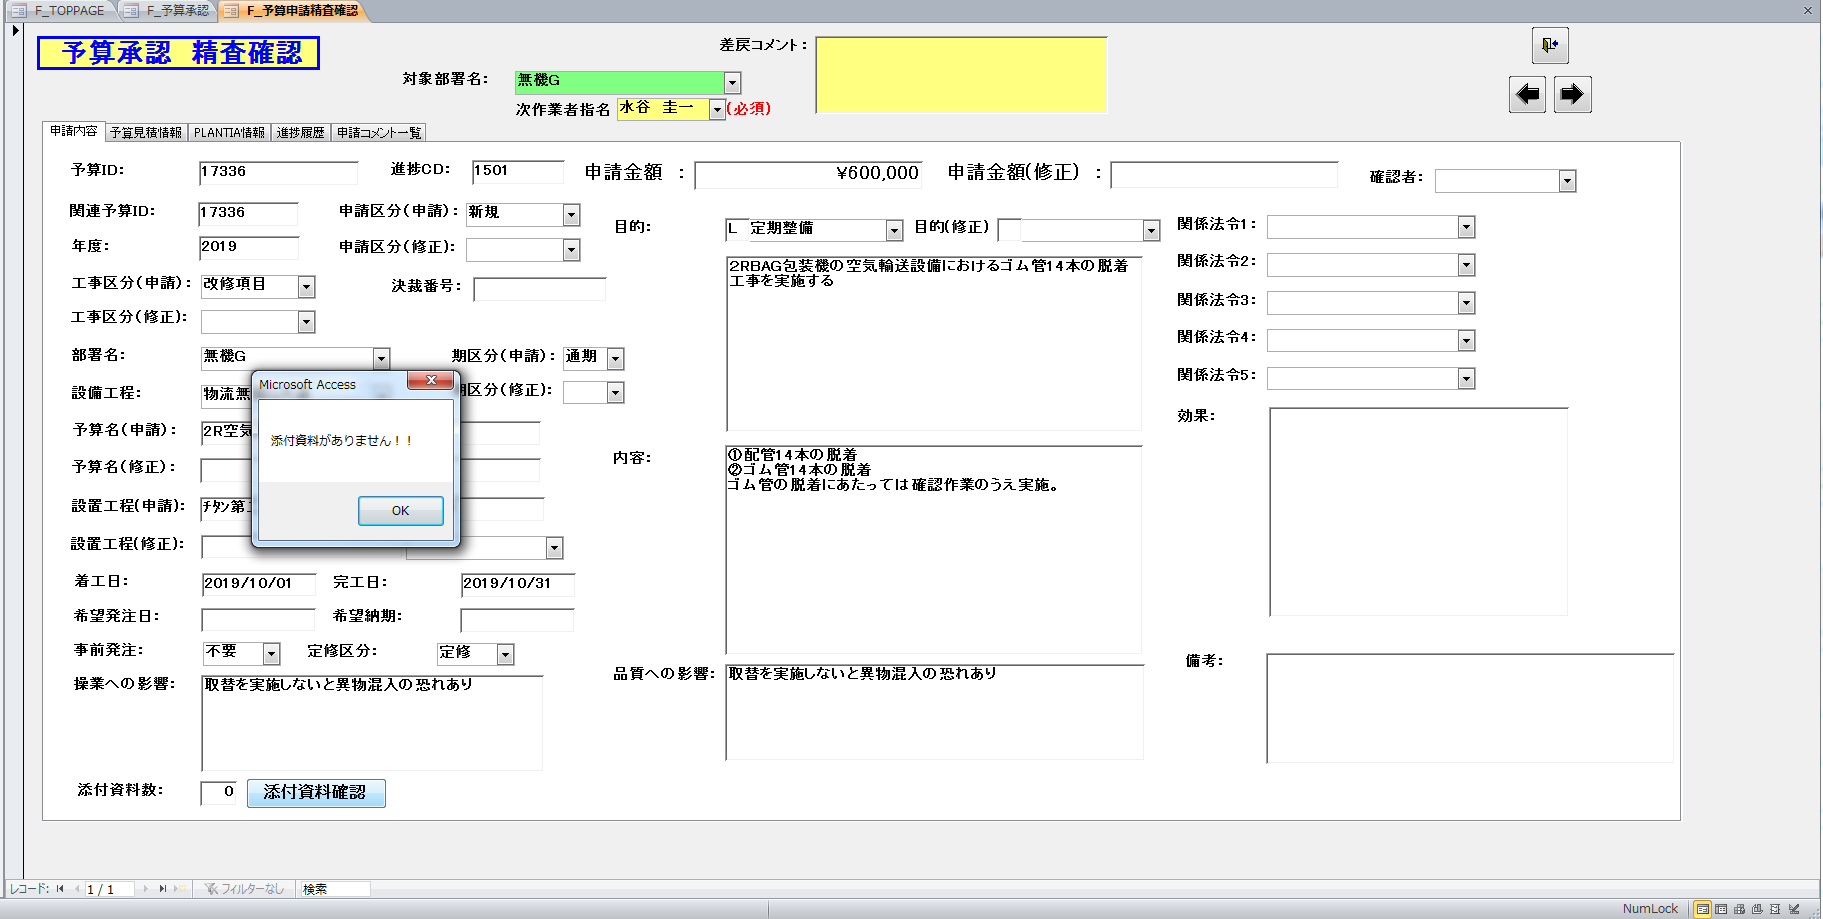 F_TOPPAGE
F_予算承認
F_予算申請精査確認
予算承認　精査確認
差戻コメント：
対象部署名：
無機G
次作業者指名
水谷　圭一
(必須)
申請内容
予算見積情報
PLANTIA情報
進捗履歴
申請コメント一覧
予算ID：
17336
進捗CD：
1501
申請金額　：
¥600,000
申請金額(修正)　：
確認者：
関連予算ID：
17336
申請区分(申請)：
新規
目的：
L
定期整備
目的(修正)
関係法令1：
年度：
2019
申請区分(修正)：
関係法令2：
2RBAG包装機の空気輸送設備におけるゴム管14本の脱着
工事を実施する
工事区分(申請)：
改修項目
決裁番号：
関係法令3：
工事区分(修正)：
関係法令4：
部署名：
無機G
期区分(申請)：
通期
関係法令5：
設備工程：
物流無
区分(修正)：
Microsoft Access
添付資料がありません！！
OK
効果：
予算名(申請)：
2R空気
予算名(修正)：
内容：
①配管14本の脱着
②ゴム管14本の脱着
ゴム管の脱着にあたっては確認作業のうえ実施。
設置工程(申請)：
ﾁﾀﾝ第
設置工程(修正)：
着工日：
2019/10/01
完工日：
2019/10/31
希望発注日：
希望納期：
事前発注：
不要
定修区分：
定修
操業への影響：
取替を実施しないと異物混入の恐れあり
品質への影響：
取替を実施しないと異物混入の恐れあり
備考：
添付資料数：
0
添付資料確認
レコード：
1 / 1
フィルターなし
検索
NumLock